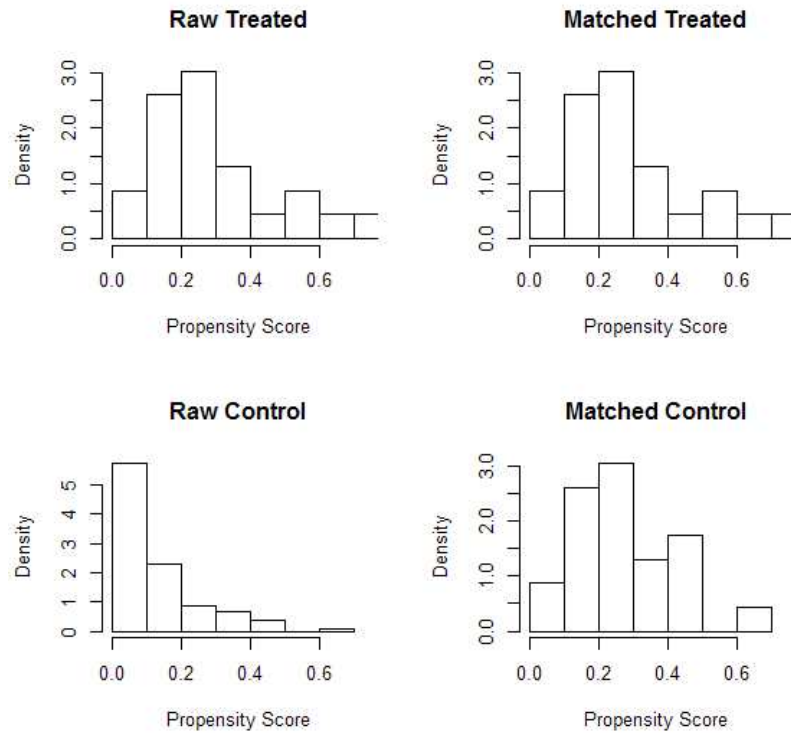 Raw Treated
Density
0.0 1.0 2.0 3.0
0.0 0.2 0.4 0.6
Propensity Score
Matched Treated
Density
0.0 1.0 2.0 3.0
0.0 0.2 0.4 0.6
Propensity Score
Raw Control
Density
0 1 2 3 4 5
0.0 0.2 0.4 0.6
Propensity Score
Matched Control
Density
0.0 1.0 2.0 3.0
0.0 0.2 0.4 0.6
Propensity Score